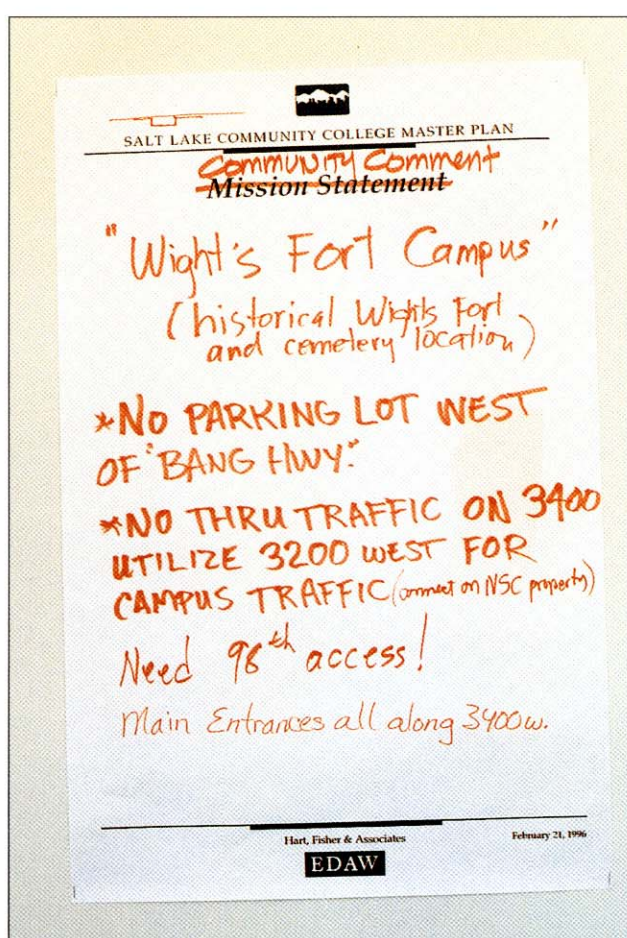 SALT LAKE COMMUNITY COLLEGE MASTER PLAN
COMMUNITY COMMENT
Mission Statement
"Wight's Fort Campus"
(historical Wights Fort
and cemetery location)
*NO PARKING LOT WEST
OF "BANG HWY."
*NO THRU TRAFFIC ON 3400
UTILIZE 3200 WEST FOR
CAMPUS TRAFFIC (connect on NSC property)
Need 98th access!
Main Entrances all along 3400w.
Hart, Fisher & Associates
February 21, 1996
EDAW